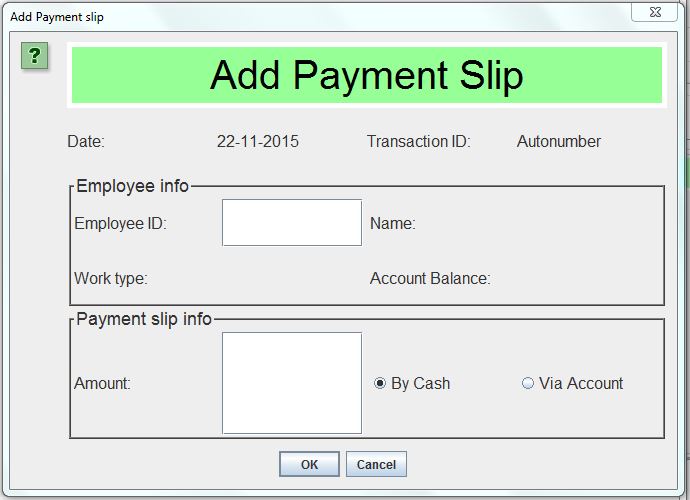 Add Payment slip
?
Add Payment Slip
Date: 22-11-2015 Transaction ID: Autonumber
Employee info
Employee ID: Name:
Work type: Account Balance:
Payment slip info
Amount: By Cash Via Account
OK Cancel